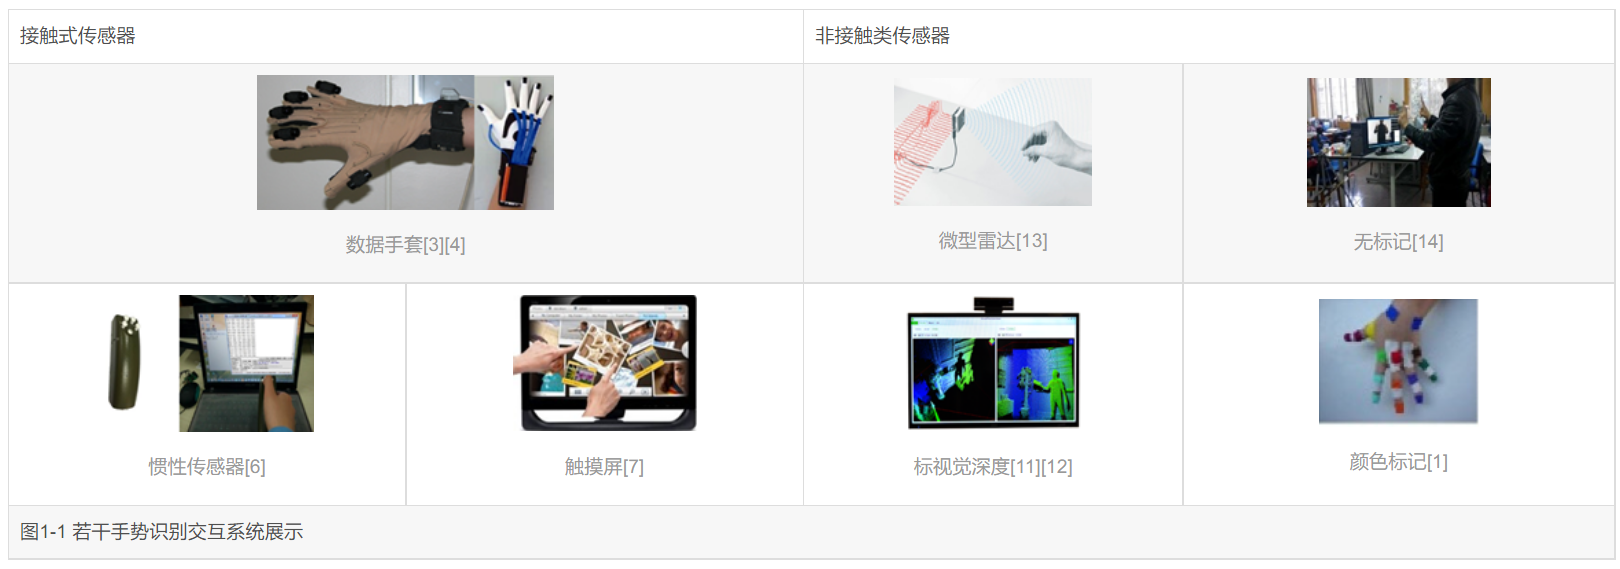 接触式传感器
非接触类传感器
数据手套[3][4]
微型雷达[13]
无标记[14]
惯性传感器[6]
触摸屏[7]
标视觉深度[11][12]
颜色标记[1]
图1-1 若干手势识别交互系统展示